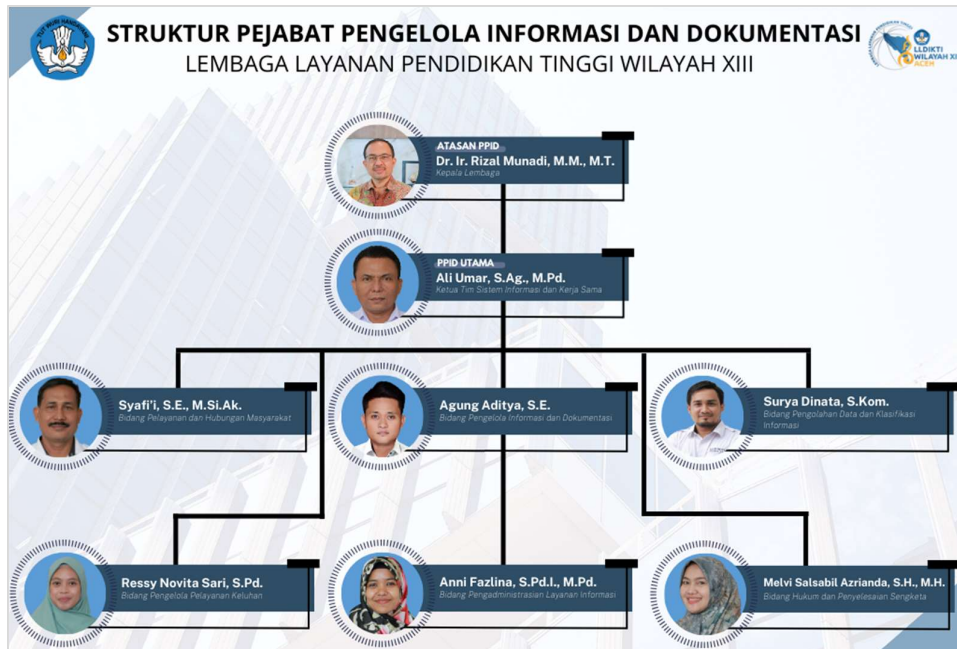 STRUKTUR PEJABAT PENGELOLA INFORMASI DAN DOKUMENTASI
LEMBAGA LAYANAN PENDIDIKAN TINGGI WILAYAH XIII
TUT WURI HANDAYANI
LLDIKTI
WILAYAH XIII
ACEH
ATASAN PPID
Dr. Ir. Rizal Munadi, M.M., M.T.
Kepala Lembaga
PPID UTAMA
Ali Umar, S.Ag., M.Pd.
Ketua Tim Sistem Informasi dan Kerja Sama
Syafi'i, S.E., M.Si.Ak.
Bidang Pelayanan dan Hubungan Masyarakat
Agung Aditya, S.E.
Bidang Pengelola Informasi dan Dokumentasi
Surya Dinata, S.Kom.
Bidang Pengolahan Data dan Klasifikasi
Informasi
Ressy Novita Sari, S.Pd.
Bidang Pengelola Pelayanan Keluhan
Anni Fazlina, S.Pd.I., M.Pd.
Bidang Pengadministrasian Layanan Informasi
Melvi Salsabil Azrianda, S.H., M.H.
Bidang Hukum dan Penyelesaian Sengketa